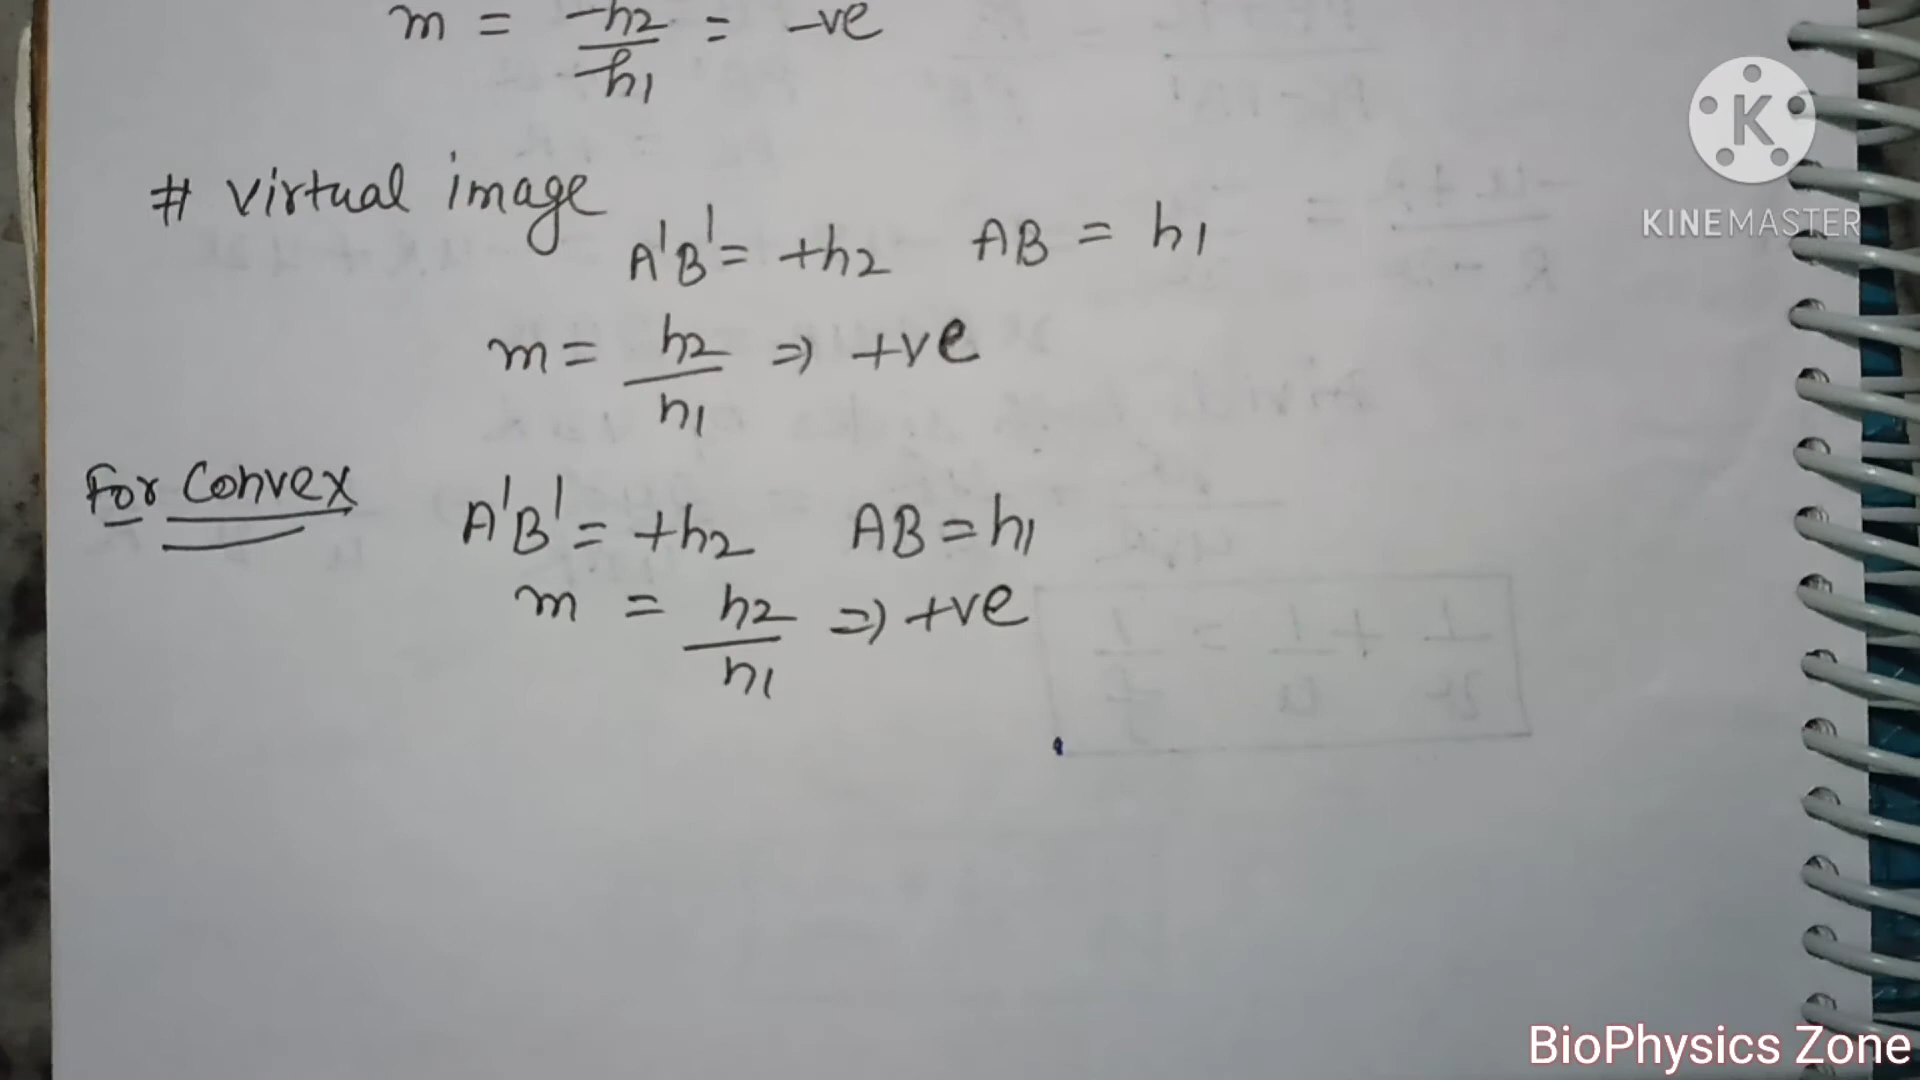 m = -h2/h1 = -ve
# Virtual image
A'B' = +h2 AB = h1
m = h2/h1 ⇒ +ve
For Convex
A'B' = +h2 AB = h1
m = h2/h1 ⇒ +ve
K
KINEMASTER
BioPhysics Zone